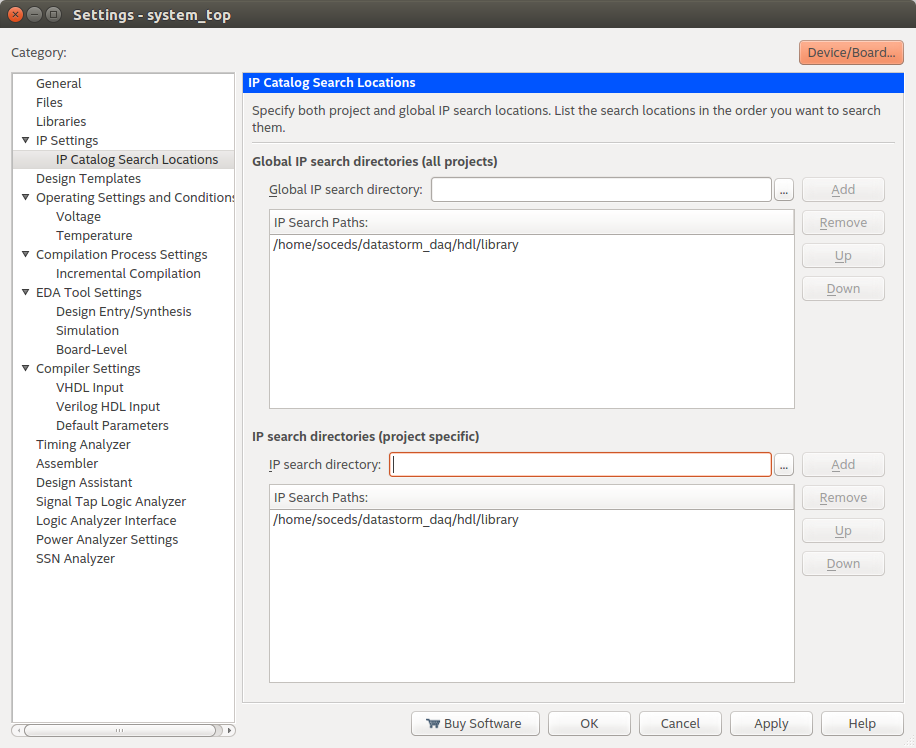 Settings - system_top
Category:
Device/Board...
General
Files
Libraries
IP Settings
IP Catalog Search Locations
Design Templates
Operating Settings and Conditions
Voltage
Temperature
Compilation Process Settings
Incremental Compilation
EDA Tool Settings
Design Entry/Synthesis
Simulation
Board-Level
Compiler Settings
VHDL Input
Verilog HDL Input
Default Parameters
Timing Analyzer
Assembler
Design Assistant
Signal Tap Logic Analyzer
Logic Analyzer Interface
Power Analyzer Settings
SSN Analyzer
IP Catalog Search Locations
Specify both project and global IP search locations. List the search locations in the order you want to search
them.
Global IP search directories (all projects)
Global IP search directory:
...
Add
IP Search Paths:
Remove
/home/soceds/datastorm_daq/hdl/library
Up
Down
IP search directories (project specific)
IP search directory:
...
Add
IP Search Paths:
Remove
/home/soceds/datastorm_daq/hdl/library
Up
Down
Buy Software
OK
Cancel
Apply
Help